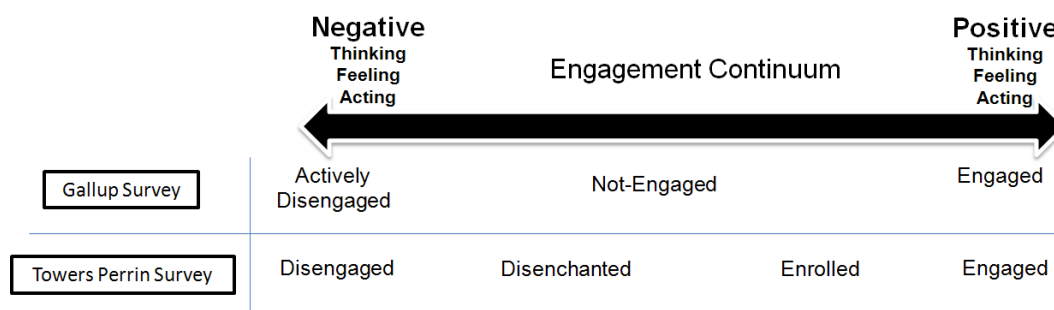 Negative
Thinking
Feeling
Acting
Engagement Continuum
Positive
Thinking
Feeling
Acting
Gallup Survey
Actively
Disengaged
Not-Engaged
Engaged
Towers Perrin Survey
Disengaged
Disenchanted
Enrolled
Engaged